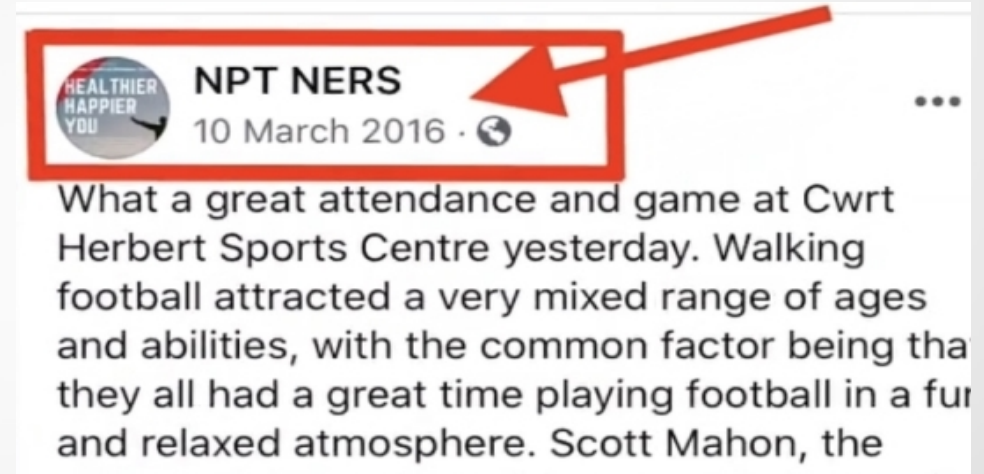 HEALTHIER
HAPPIER
YOU
NPT NERS
10 March 2016 ·
What a great attendance and game at Cwrt
Herbert Sports Centre yesterday. Walking
football attracted a very mixed range of ages
and abilities, with the common factor being tha
they all had a great time playing football in a fun
and relaxed atmosphere. Scott Mahon, the